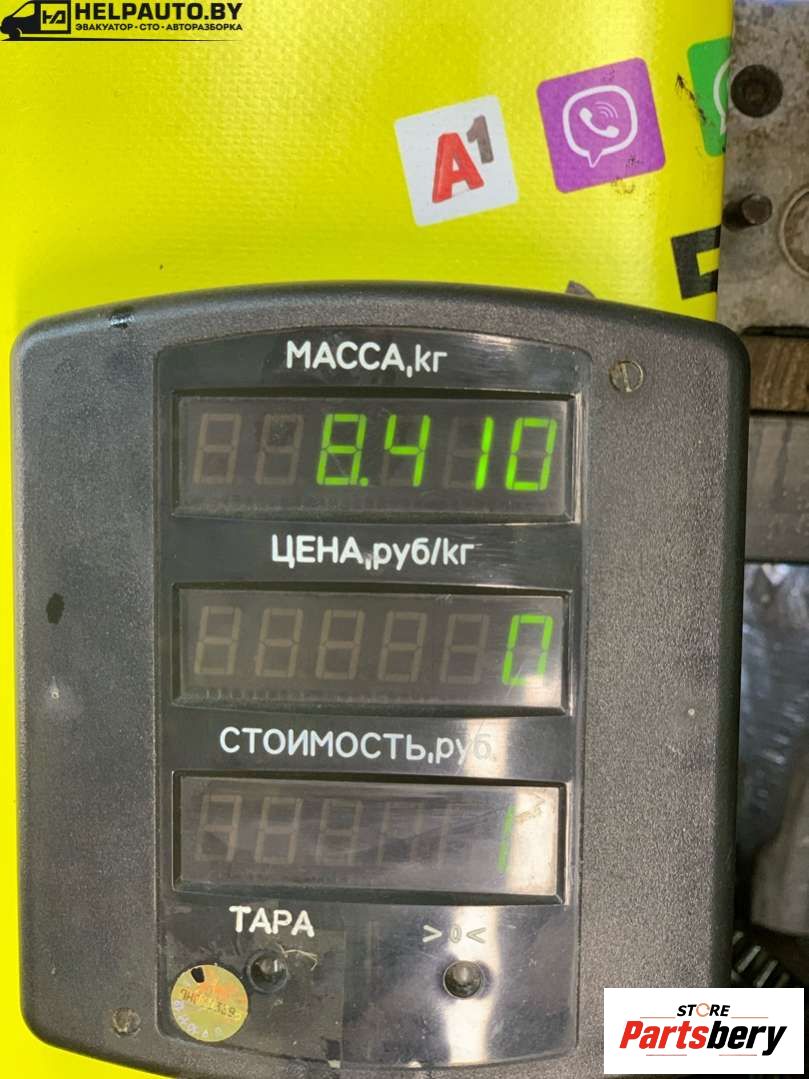 HELPAUTO.BY
ЭВАКУАТОР·СТО·АВТОРАЗБОРКА
A1
МАССА,кг
8.410
ЦЕНА,руб/кг
0
СТОИМОСТЬ,руб
1
ТАРА >0<
STORE
Partsbery